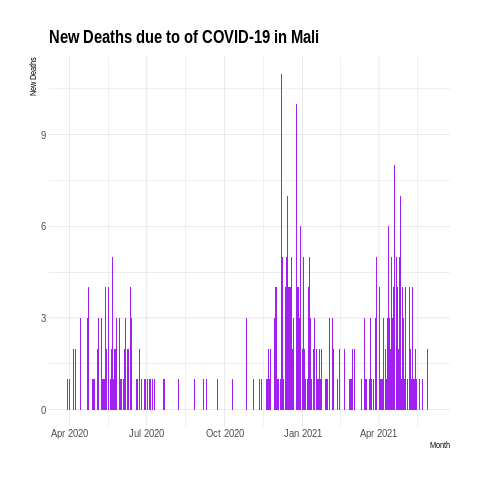 New Deaths due to of COVID-19 in Mali
New Deaths
9
6
3
0
Apr 2020 Jul 2020 Oct 2020 Jan 2021 Apr 2021
Month